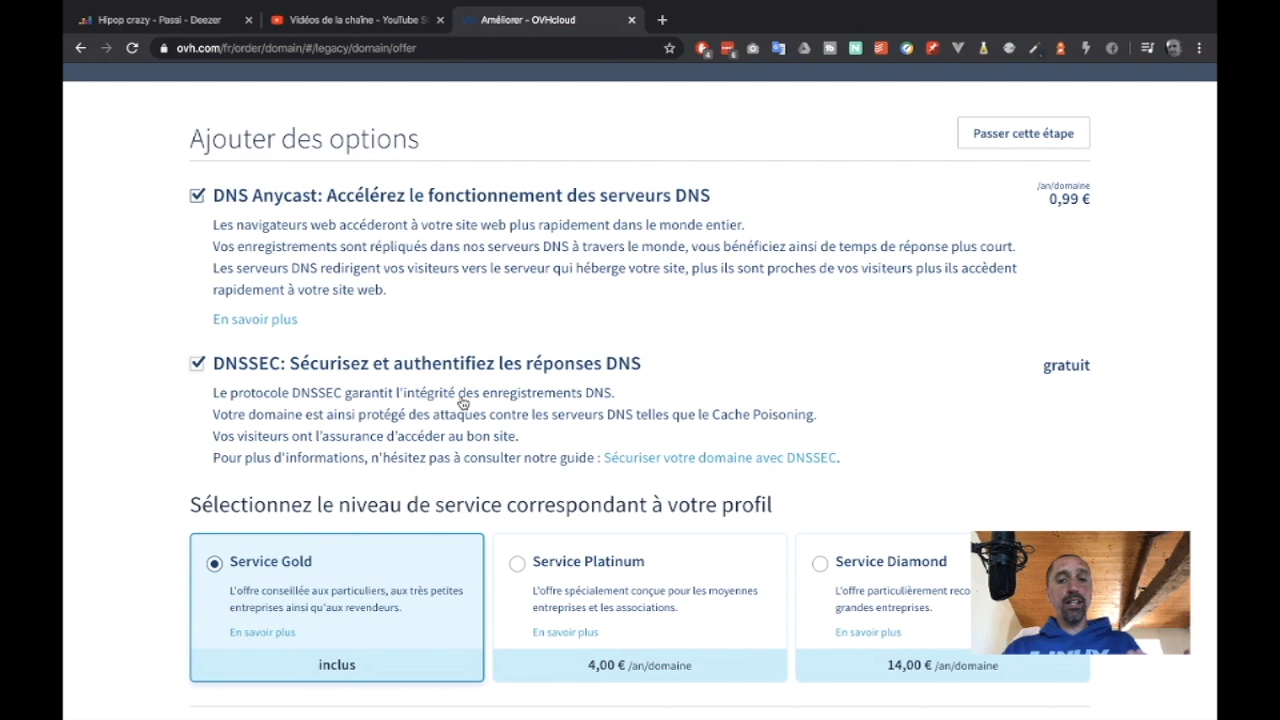 Hipop crazy - Passi - Deezer
Vidéos de la chaîne - YouTube S
Améliorer - OVHcloud
ovh.com/fr/order/domain/#/legacy/domain/offer
Ajouter des options
Passer cette étape
DNS Anycast: Accélérez le fonctionnement des serveurs DNS
/an/domaine
0,99 €
Les navigateurs web accéderont à votre site web plus rapidement dans le monde entier.
Vos enregistrements sont répliqués dans nos serveurs DNS à travers le monde, vous bénéficiez ainsi de temps de réponse plus court.
Les serveurs DNS redirigent vos visiteurs vers le serveur qui héberge votre site, plus ils sont proches de vos visiteurs plus ils accèdent
rapidement à votre site web.
En savoir plus
DNSSEC: Sécurisez et authentifiez les réponses DNS
gratuit
Le protocole DNSSEC garantit l'intégrité des enregistrements DNS.
Votre domaine est ainsi protégé des attaques contre les serveurs DNS telles que le Cache Poisoning.
Vos visiteurs ont l'assurance d'accéder au bon site.
Pour plus d'informations, n'hésitez pas à consulter notre guide : Sécuriser votre domaine avec DNSSEC.
Sélectionnez le niveau de service correspondant à votre profil
Service Gold
L'offre conseillée aux particuliers, aux très petites
entreprises ainsi qu'aux revendeurs.
En savoir plus
inclus
Service Platinum
L'offre spécialement conçue pour les moyennes
entreprises et les associations.
En savoir plus
4,00 € /an/domaine
Service Diamond
L'offre particulièrement reco
grandes entreprises.
En savoir plus
14,00 € /an/domaine